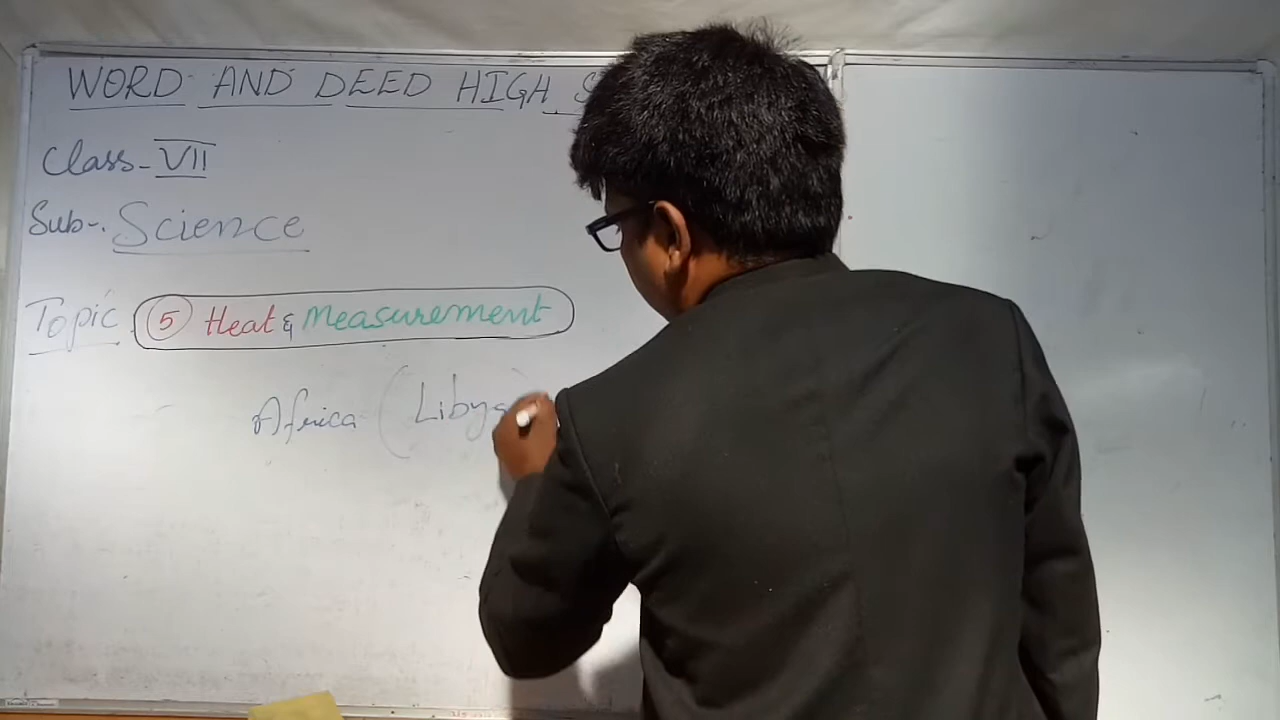 WORD AND DEED HIGH S
Class- VII
Sub-. Science
Topic ⑤ Heat & Measurement
Africa (Libya)